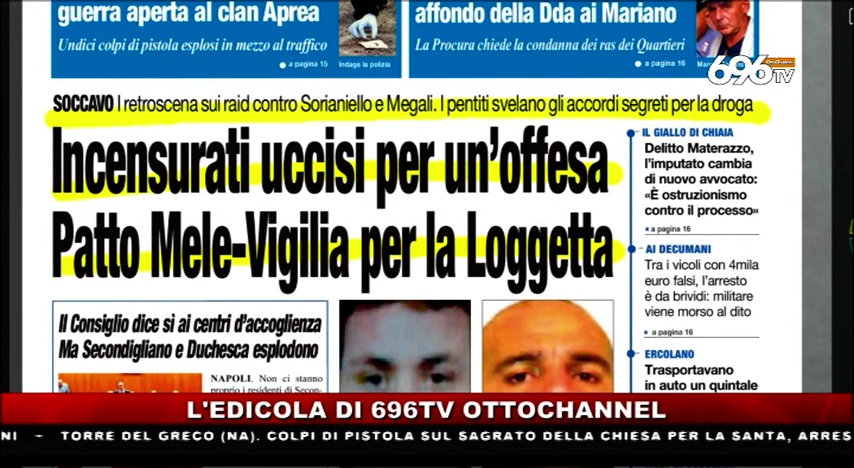 guerra aperta al clan Aprea
Undici colpi di pistola esplosi in mezzo al traffico
a pagina 15
Indaga la polizia
affondo della Dda ai Mariano
La Procura chiede la condanna dei ras dei Quartieri
a pagina 16
696 TV
SOCCAVO I retroscena sui raid contro Sorianiello e Megali. I pentiti svelano gli accordi segreti per la droga
Incensurati uccisi per un'offesa
Patto Mele-Vigilia per la Loggetta
IL GIALLO DI CHIAIA
Delitto Materazzo,
l'imputato cambia
di nuovo avvocato:
«È ostruzionismo
contro il processo»
a pagina 16
AI DECUMANI
Tra i vicoli con 4mila
euro falsi, l'arresto
è da brividi: militare
viene morso al dito
a pagina 16
ERCOLANO
Trasportavano
in auto un quintale
Il Consiglio dice sì ai centri d'accoglienza
Ma Secondigliano e Duchesca esplodono
NAPOLI. Non ci stanno
proprio i residenti di Secon-
L'EDICOLA DI 696TV OTTOCHANNEL
NI - TORRE DEL GRECO (NA). COLPI DI PISTOLA SUL SAGRATO DELLA CHIESA PER LA SANTA, ARRES